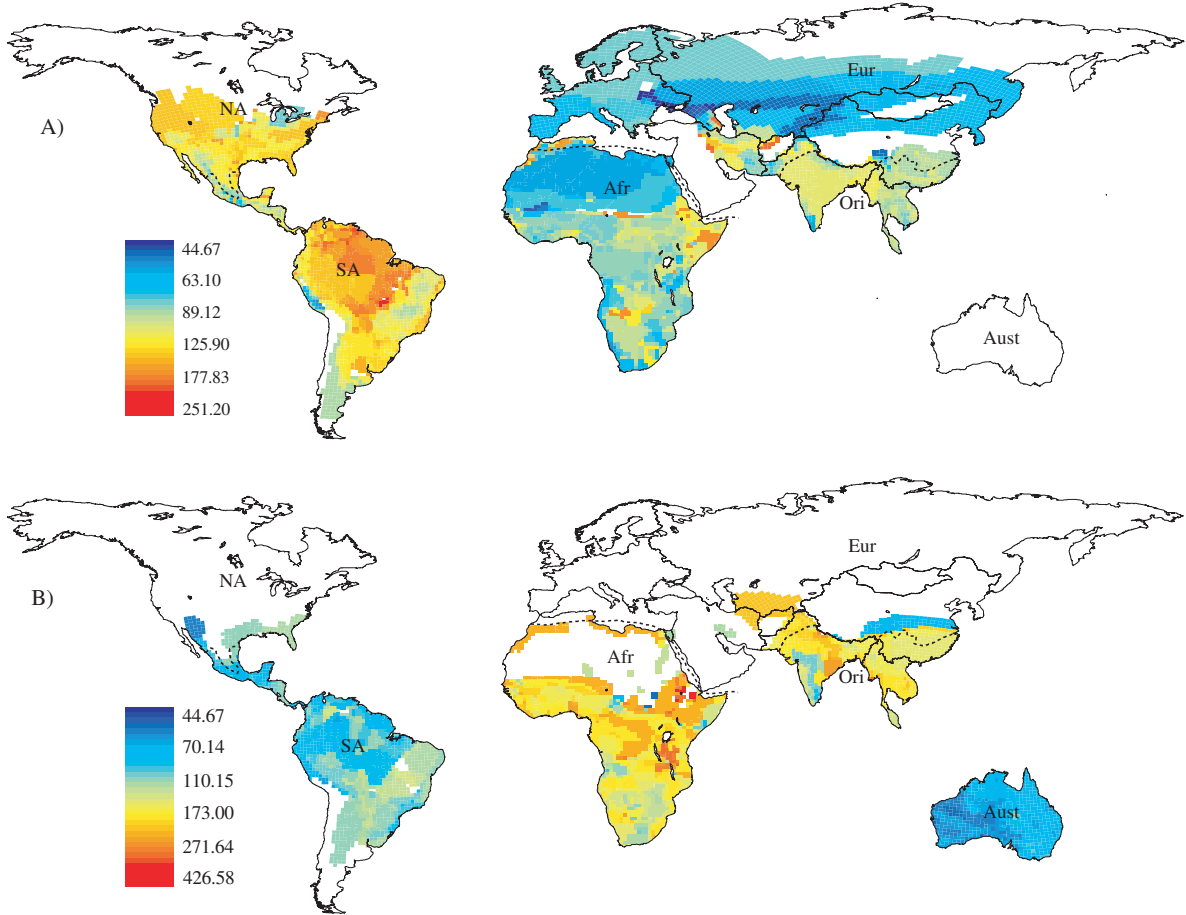 Eur
NA
A)
Afr
Ori
44.67
63.10
SA
89.12
125.90
Aust
177.83
251.20
Eur
NA
B)
Afr
Ori
44.67
70.14
SA
110.15
173.00
Aust
271.64
426.58